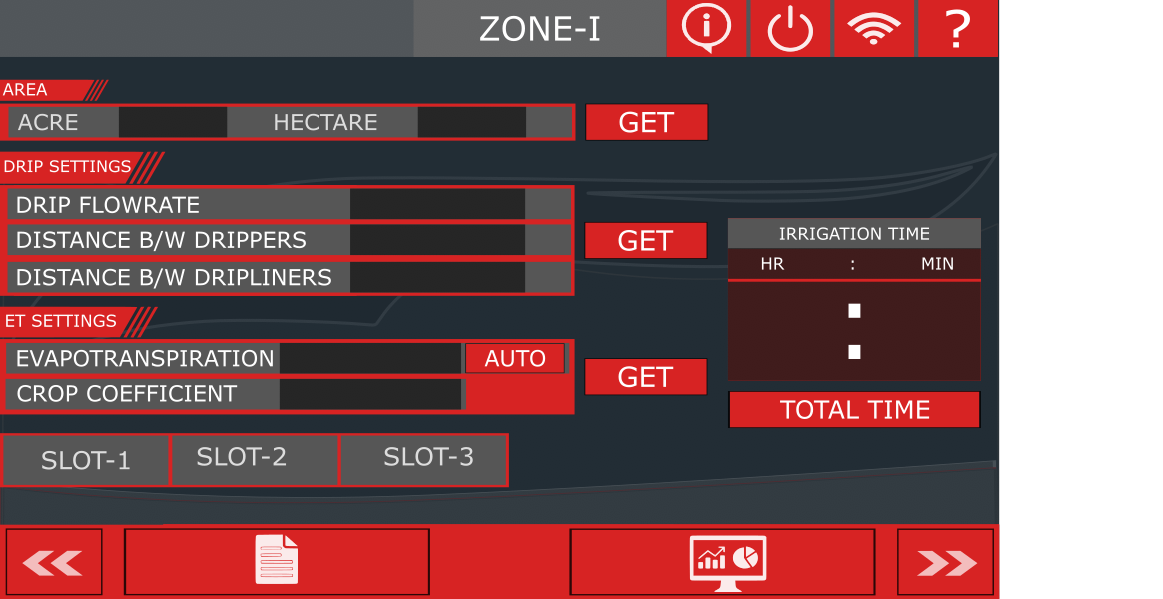 ZONE-I
?
AREA
ACRE HECTARE GET
DRIP SETTINGS
DRIP FLOWRATE
DISTANCE B/W DRIPPERS
DISTANCE B/W DRIPLINERS
GET
IRRIGATION TIME
HR : MIN
:
TOTAL TIME
ET SETTINGS
EVAPOTRANSPIRATION AUTO
CROP COEFFICIENT
GET
SLOT-1 SLOT-2 SLOT-3